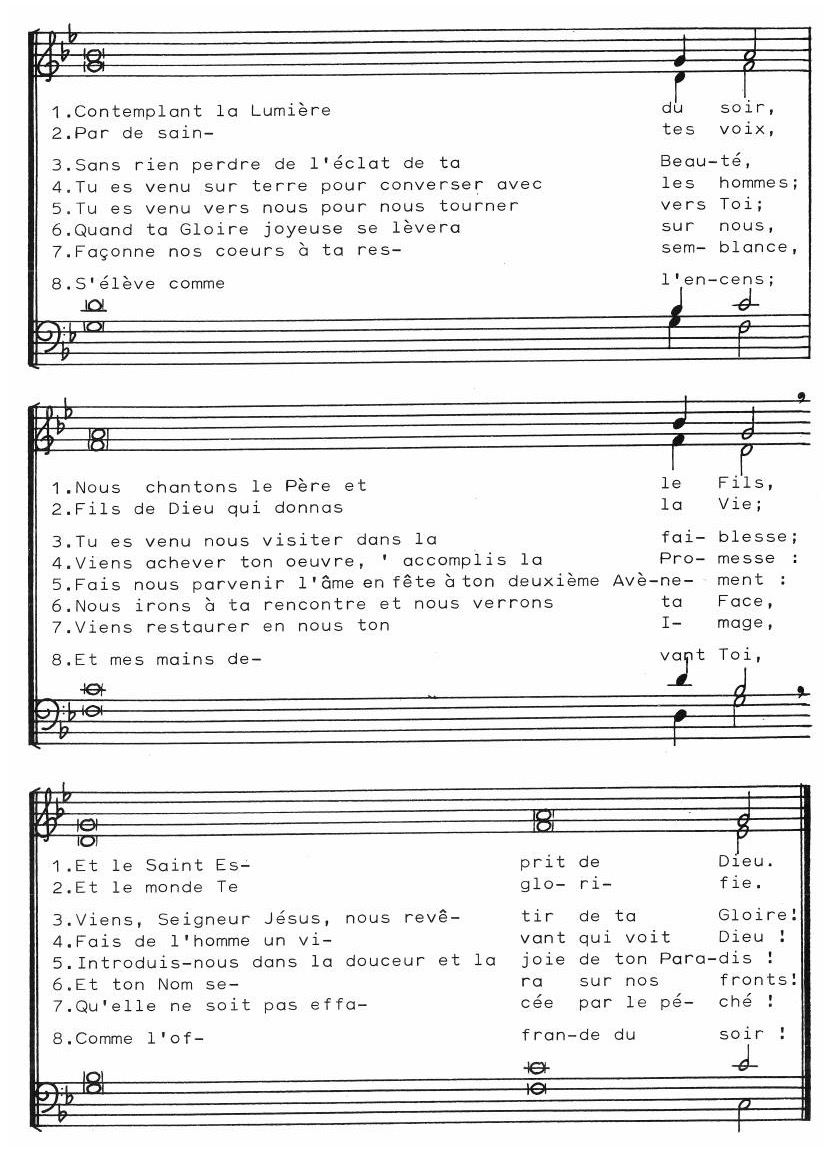 1.Contemplant la Lumière du soir,
2.Par de sain- tes voix,
3.Sans rien perdre de l'éclat de ta Beau-té,
4.Tu es venu sur terre pour converser avec les hommes;
5.Tu es venu vers nous pour nous tourner vers Toi;
6.Quand ta Gloire joyeuse se lèvera sur nous,
7.Façonne nos coeurs à ta res- sem- blance,
8.S'élève comme l'en-cens;
1.Nous chantons le Père et le Fils,
2.Fils de Dieu qui donnas la Vie;
3.Tu es venu nous visiter dans la fai- blesse;
4.Viens achever ton oeuvre, ' accomplis la Pro- messe :
5.Fais nous parvenir l'âme en fête à ton deuxième Avè-ne- ment :
6.Nous irons à ta rencontre et nous verrons ta Face,
7.Viens restaurer en nous ton I- mage,
8.Et mes mains de- vant Toi,
1.Et le Saint Es- prit de Dieu.
2.Et le monde Te glo- ri- fie.
3.Viens, Seigneur Jésus, nous revê- tir de ta Gloire!
4.Fais de l'homme un vi- vant qui voit Dieu !
5.Introduis-nous dans la douceur et la joie de ton Para-dis !
6.Et ton Nom se- ra sur nos fronts!
7.Qu'elle ne soit pas effa- cée par le pé- ché !
8.Comme l'of- fran-de du soir !